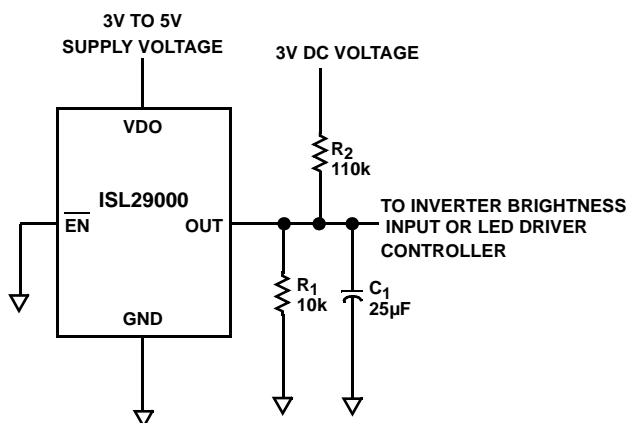 3V TO 5V
SUPPLY VOLTAGE
3V DC VOLTAGE
VDO
R2
110k
ISL29000
EN
OUT
TO INVERTER BRIGHTNESS
INPUT OR LED DRIVER
CONTROLLER
R1
10k
C1
25µF
GND